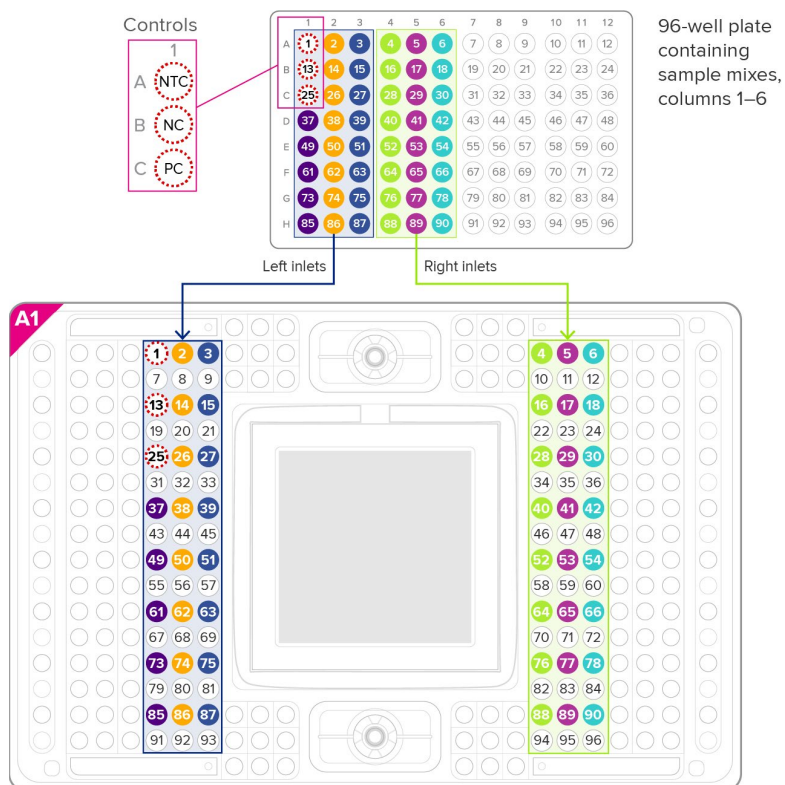 Controls
1
A NTC
B NC
C PC
1 2 3 4 5 6 7 8 9 10 11 12
A 1 2 3 4 5 6 7 8 9 10 11 12
B 13 14 15 16 17 18 19 20 21 22 23 24
C 25 26 27 28 29 30 31 32 33 34 35 36
D 37 38 39 40 41 42 43 44 45 46 47 48
E 49 50 51 52 53 54 55 56 57 58 59 60
F 61 62 63 64 65 66 67 68 69 70 71 72
G 73 74 75 76 77 78 79 80 81 82 83 84
H 85 86 87 88 89 90 91 92 93 94 95 96
96-well plate
containing
sample mixes,
columns 1–6
Left inlets Right inlets
A1
1 2 3 4 5 6
7 8 9 10 11 12
13 14 15 16 17 18
19 20 21 22 23 24
25 26 27 28 29 30
31 32 33 34 35 36
37 38 39 40 41 42
43 44 45 46 47 48
49 50 51 52 53 54
55 56 57 58 59 60
61 62 63 64 65 66
67 68 69 70 71 72
73 74 75 76 77 78
79 80 81 82 83 84
85 86 87 88 89 90
91 92 93 94 95 96